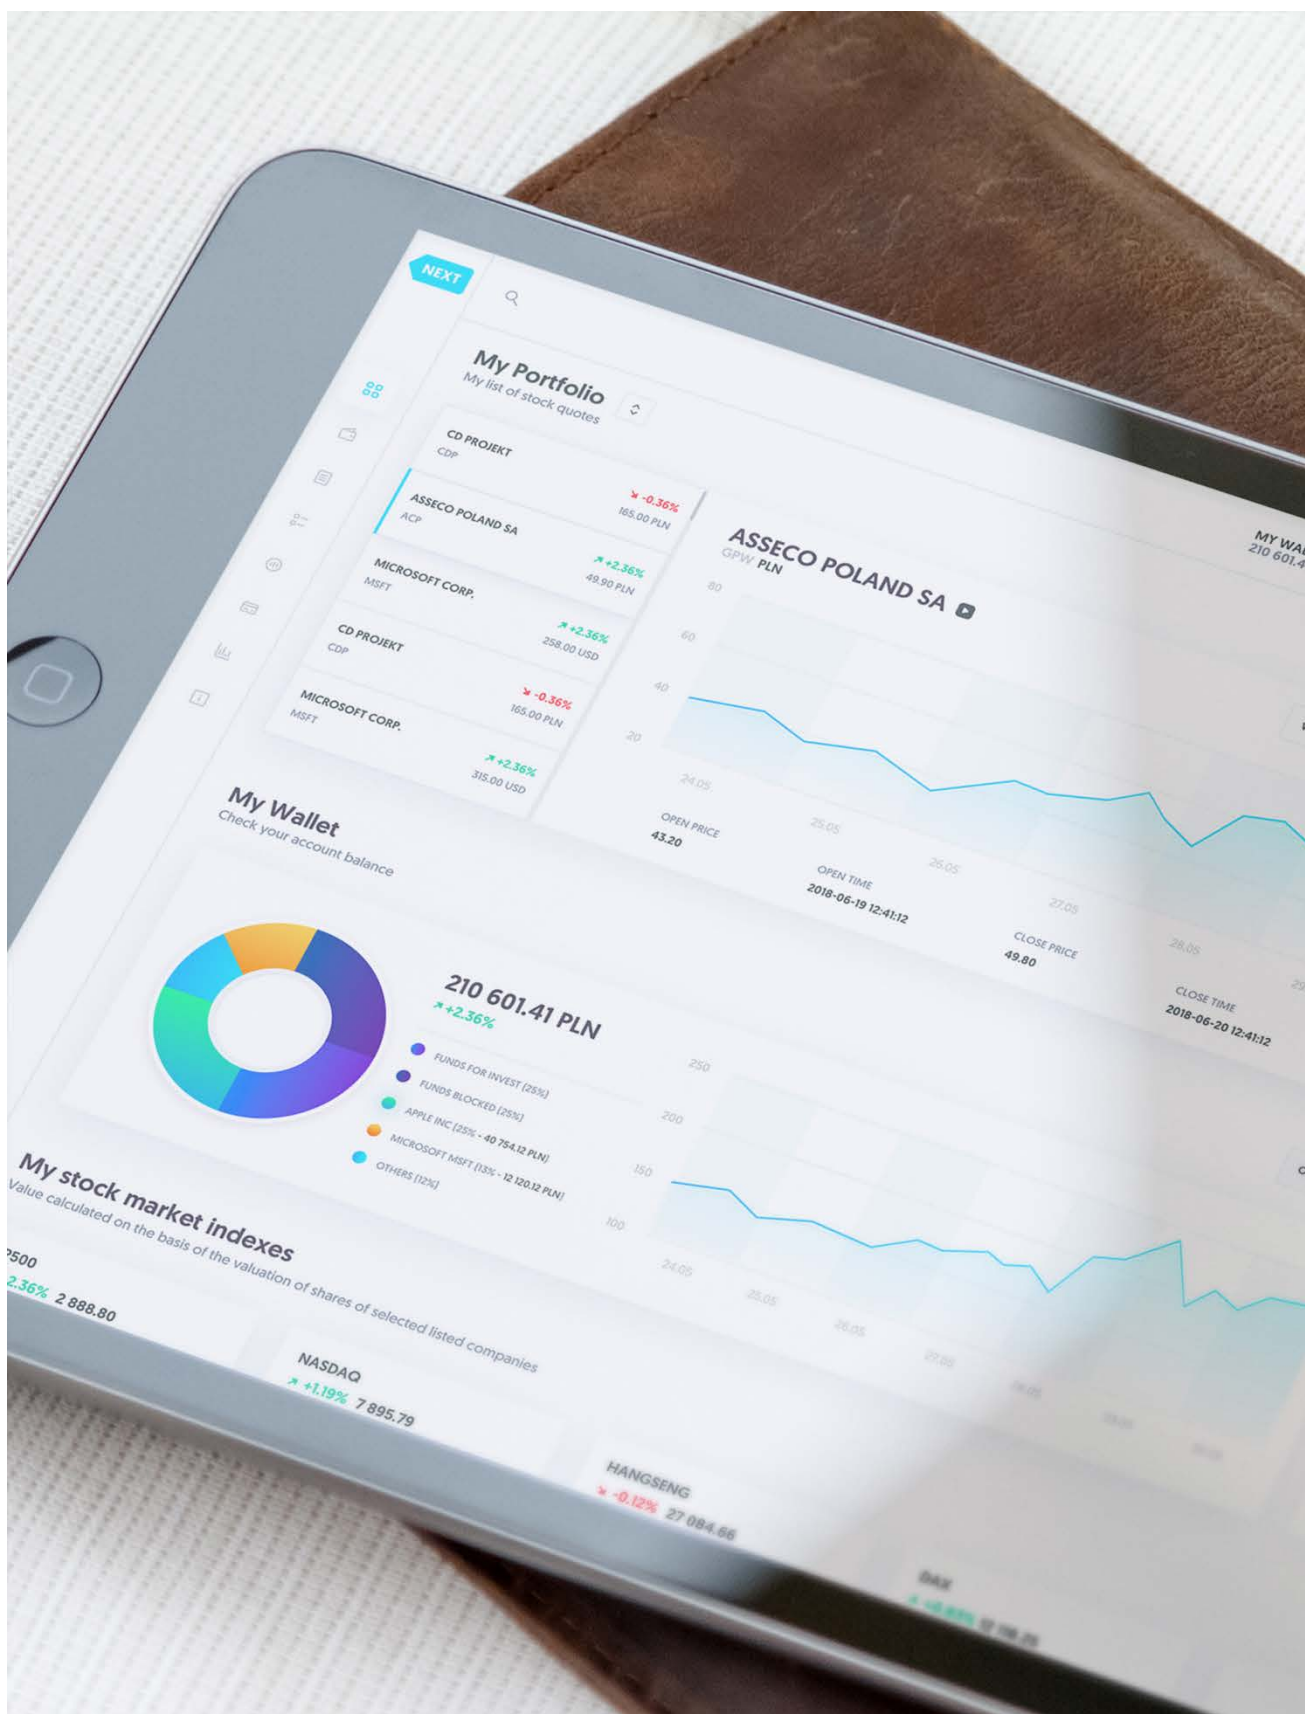 NEXT
My Portfolio
My list of stock quotes
CD PROJEKT
CDP
-0.36%
165.00 PLN
ASSECO POLAND SA
ACP
+2.36%
49.90 PLN
MICROSOFT CORP.
MSFT
+2.36%
258.00 USD
CD PROJEKT
CDP
-0.36%
165.00 PLN
MICROSOFT CORP.
MSFT
+2.36%
315.00 USD
MY WAL
210 601.4
ASSECO POLAND SA
GPW PLN
80
60
40
20
24.05
25.05
26.05
27.05
28.05
29
OPEN PRICE
43.20
OPEN TIME
2018-06-19 12:41:12
CLOSE PRICE
49.80
CLOSE TIME
2018-06-20 12:41:12
My Wallet
Check your account balance
210 601.41 PLN
+2.36%
FUNDS FOR INVEST (25%)
FUNDS BLOCKED (25%)
APPLE INC (25% - 40 754.12 PLN)
MICROSOFT MSFT (13% - 12 120.12 PLN)
OTHERS (12%)
250
200
150
100
24.05
25.05
26.05
27.05
My stock market indexes
Value calculated on the basis of the valuation of shares of selected listed companies
P500
2.36% 2 888.80
NASDAQ
+1.19% 7 895.79
HANGSENG
-0.12% 27 084.66
DAX